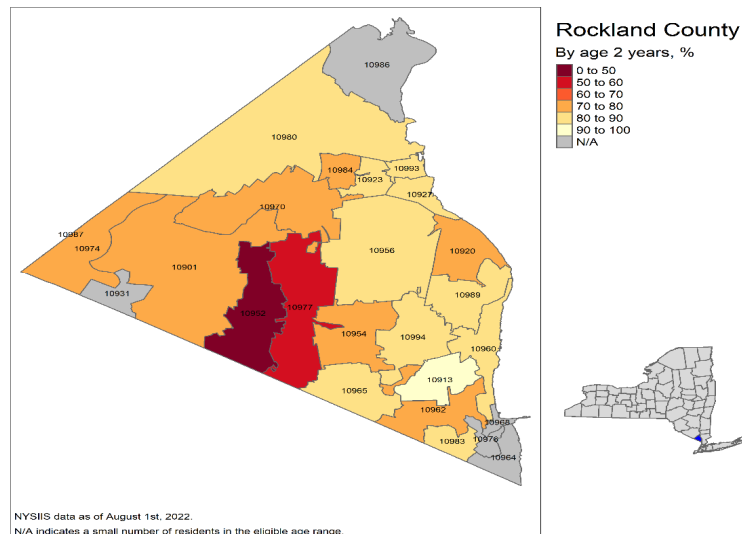 Rockland County
By age 2 years, %
0 to 50
50 to 60
60 to 70
70 to 80
80 to 90
90 to 100
N/A
10986
10980
10984
10993
10923
10927
10970
10987
10974
10956
10920
10901
10931
10989
10952
10977
10954
10994
10960
10913
10965
10962
10968
10983
10976
10964
NYSIIS data as of August 1st, 2022.
N/A indicates a small number of residents in the eligible age range.